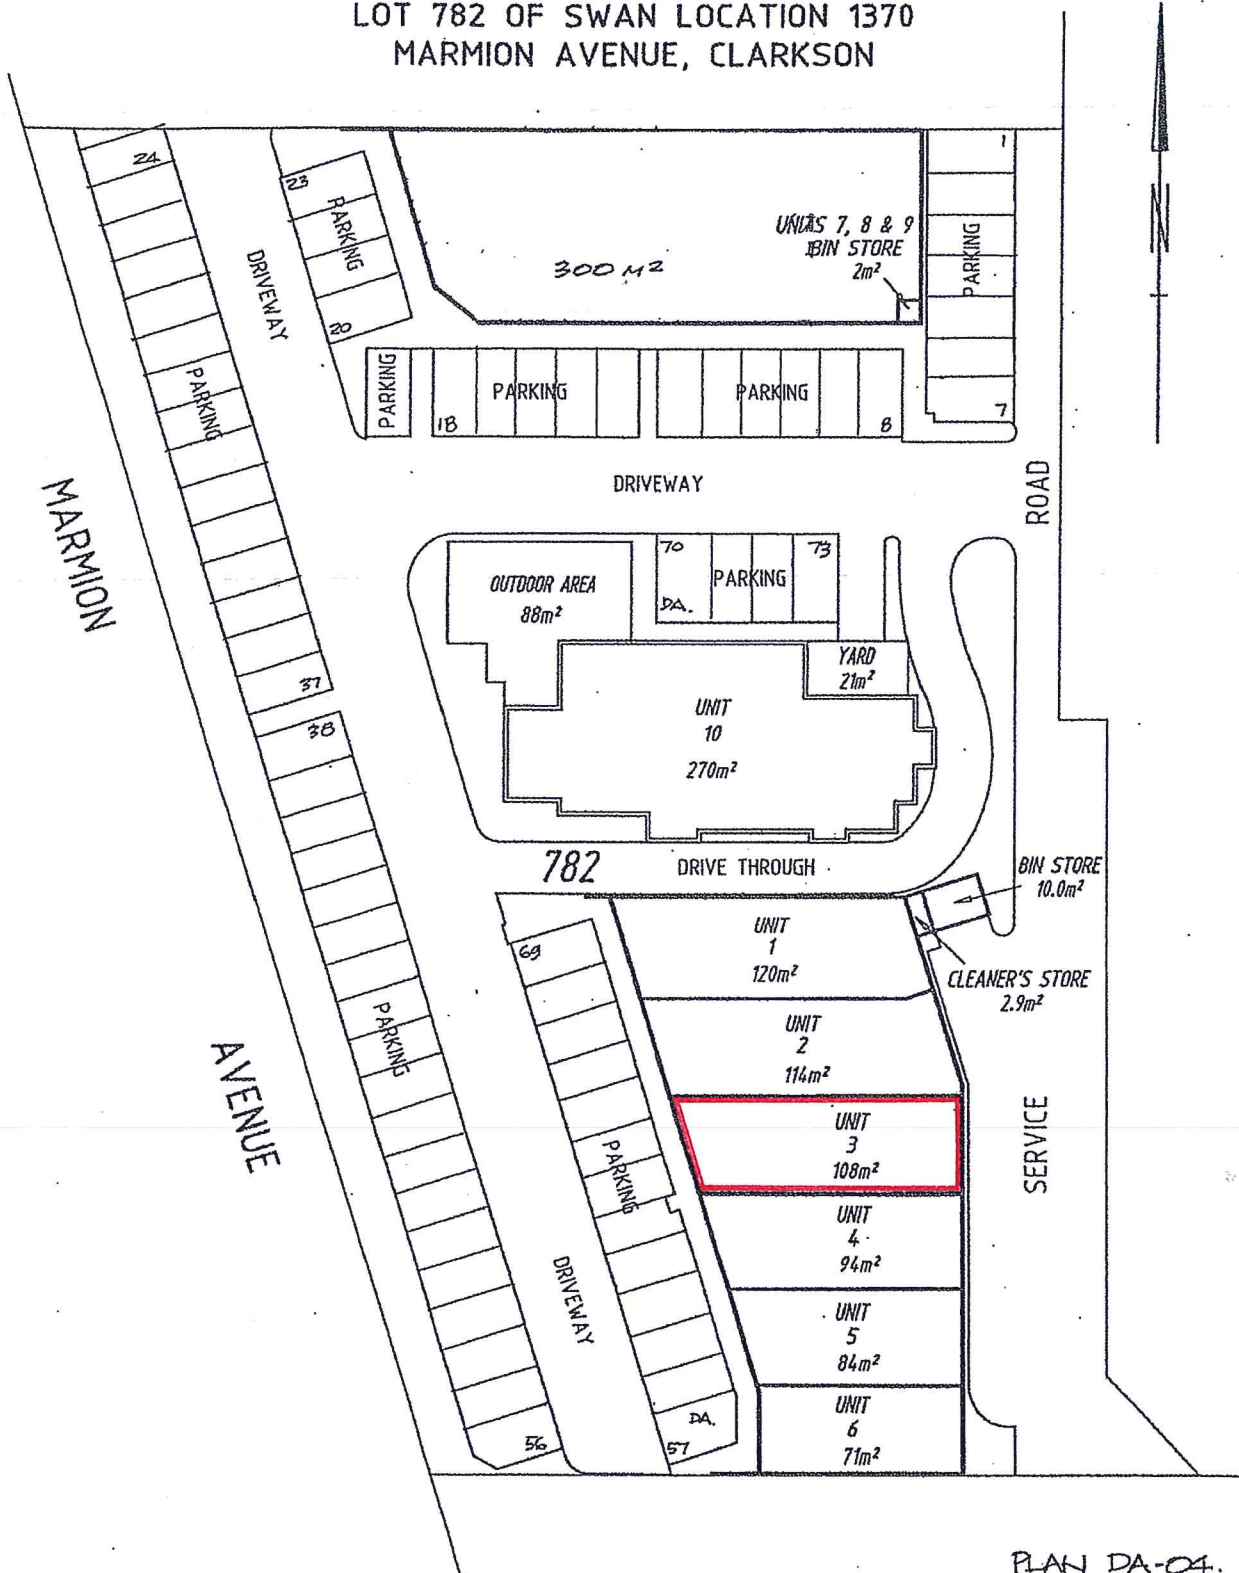 LOT 782 OF SWAN LOCATION 1370
MARMION AVENUE, CLARKSON
24
23
PARKING
DRIVEWAY
20
300 M2
7, 8 & 9
BIN STORE
2m²
1
PARKING
7
N
PARKING
PARKING
18
PARKING
PARKING
8
DRIVEWAY
ROAD
MARMION
37
38
OUTDOOR AREA
88m²
70
73
PARKING
DA.
YARD
21m²
UNIT
10
270m²
782
DRIVE THROUGH
BIN STORE
10.0m²
CLEANER'S STORE
2.9m²
UNIT
1
120m²
69
UNIT
2
114m²
PARKING
AVENUE
UNIT
3
108m²
PARKING
SERVICE
UNIT
4
94m²
DRIVEWAY
UNIT
5
84m²
UNIT
6
71m²
DA.
57
56
PLAN DA-04.